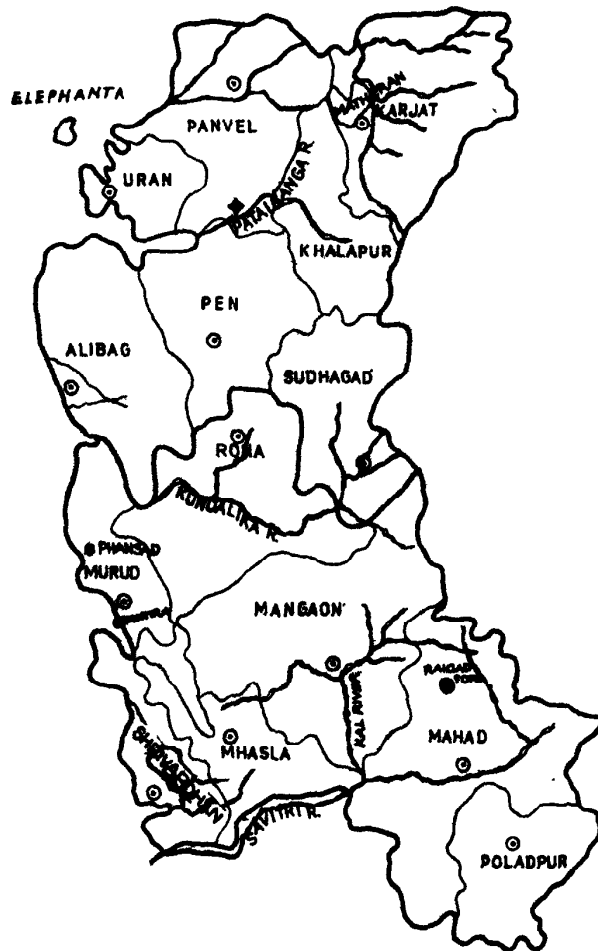 ELEPHANTA
MATHERAN
KARJAT
PANVEL
URAN
PATALGANGA R.
KHALAPUR
PEN
ALIBAG
SUDHAGAD
ROHA
KUNDALIKA R.
PHANSAD
MURUD
MANGAON
RAIGAD
FORT
KAL RIVER
MAHAD
MHASLA
SHRIVARDHAN
SAVITRI R.
POLADPUR